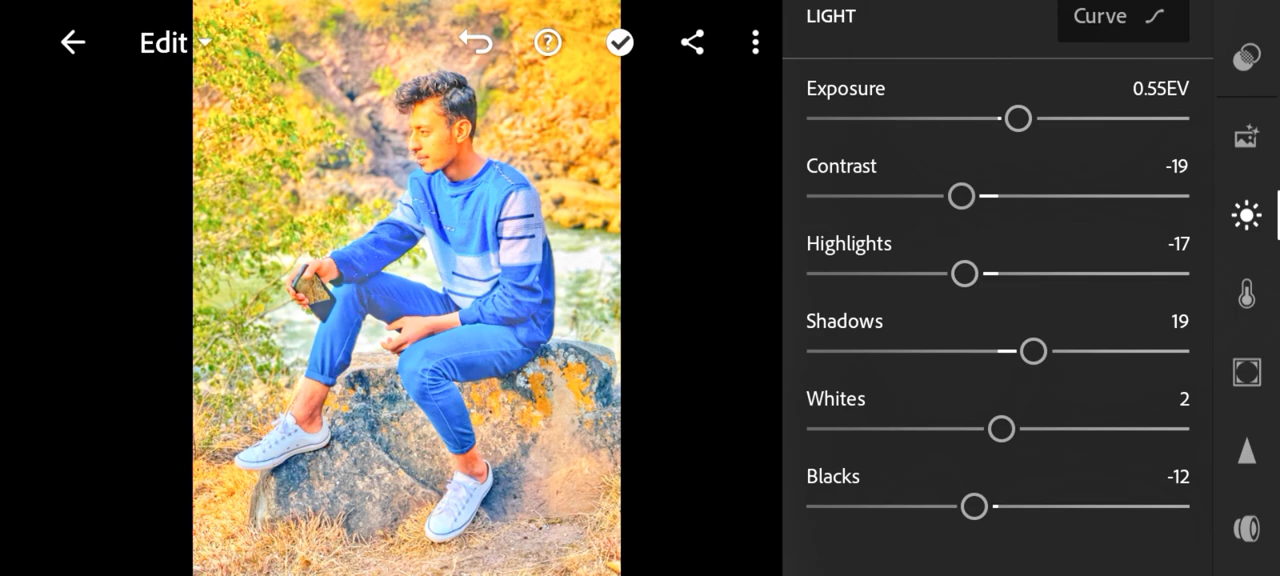 Edit
LIGHT
Curve
Exposure 0.55EV
Contrast -19
Highlights -17
Shadows 19
Whites 2
Blacks -12